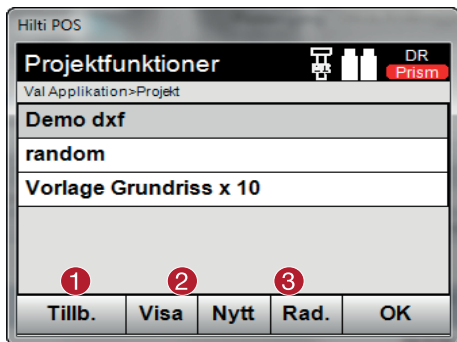 Hilti POS
Projektfunktioner
DR
Prism
Val Applikation>Projekt
Demo dxf
random
Vorlage Grundriss x 10
1 2 3
Tillb. Visa Nytt Rad. OK